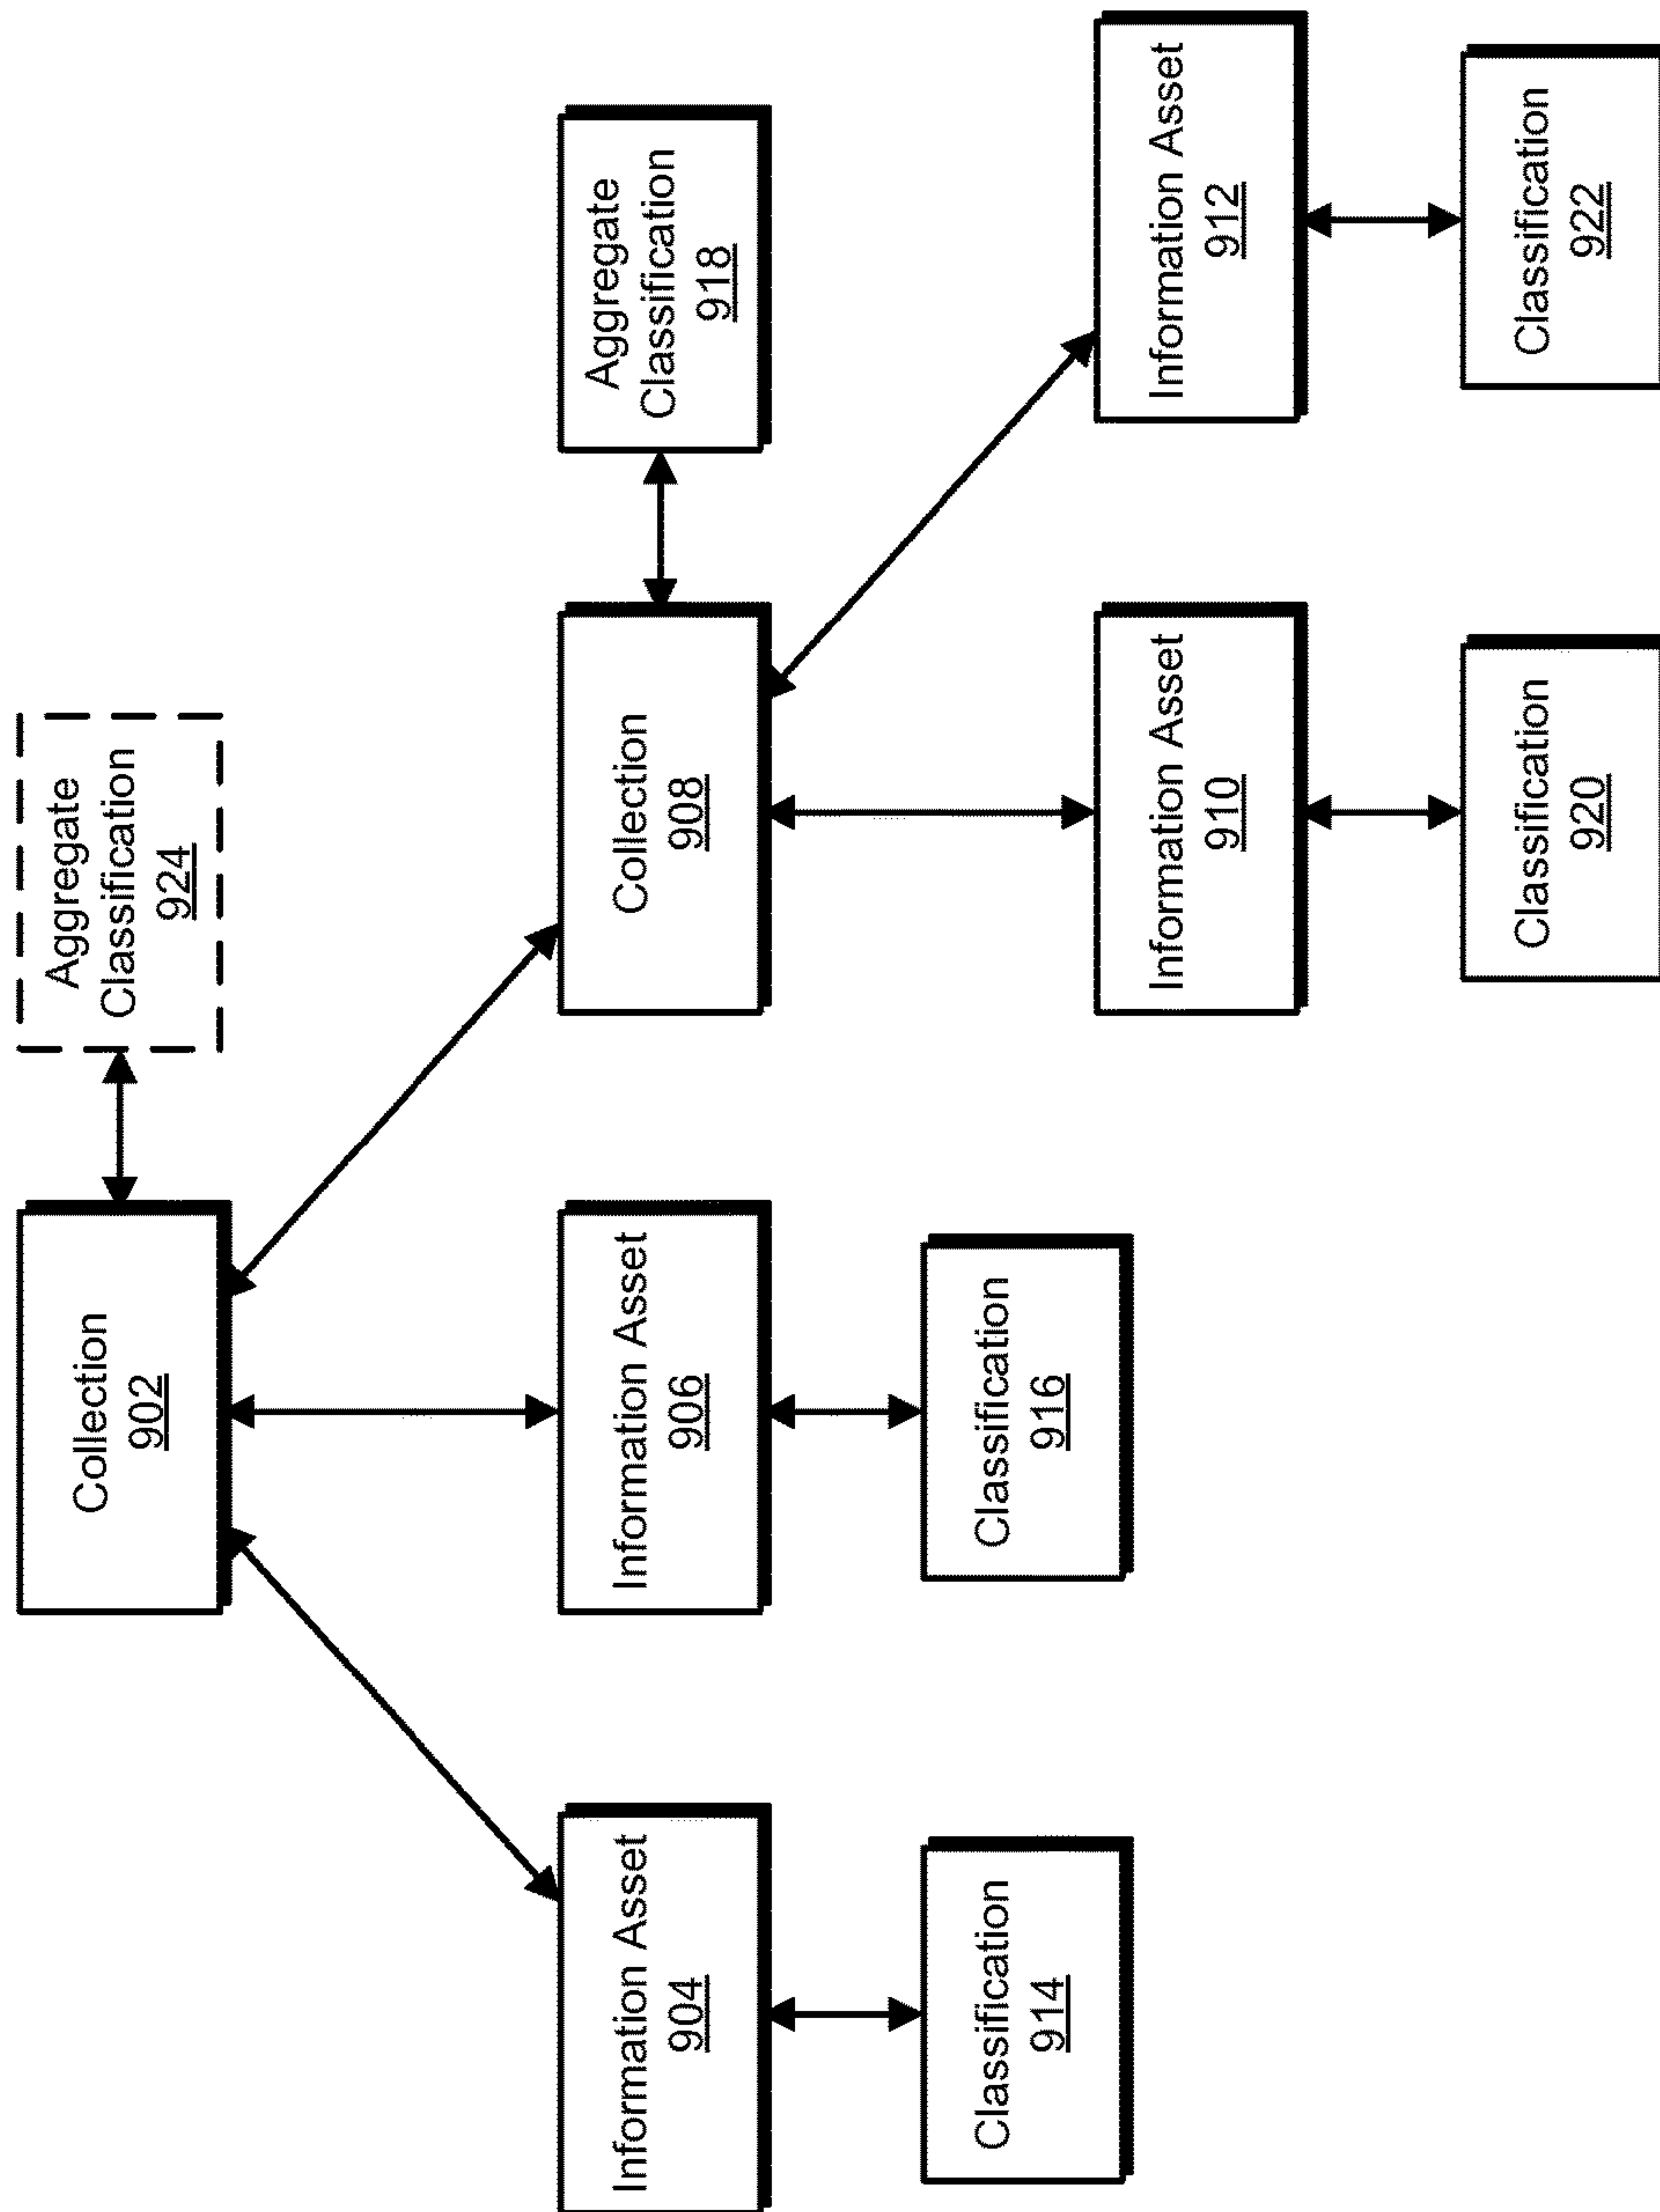 Collection
902
Aggregate
Classification
924
Information Asset
904
Information Asset
906
Collection
908
Aggregate
Classification
918
Classification
914
Classification
916
Information Asset
910
Information Asset
912
Classification
920
Classification
922